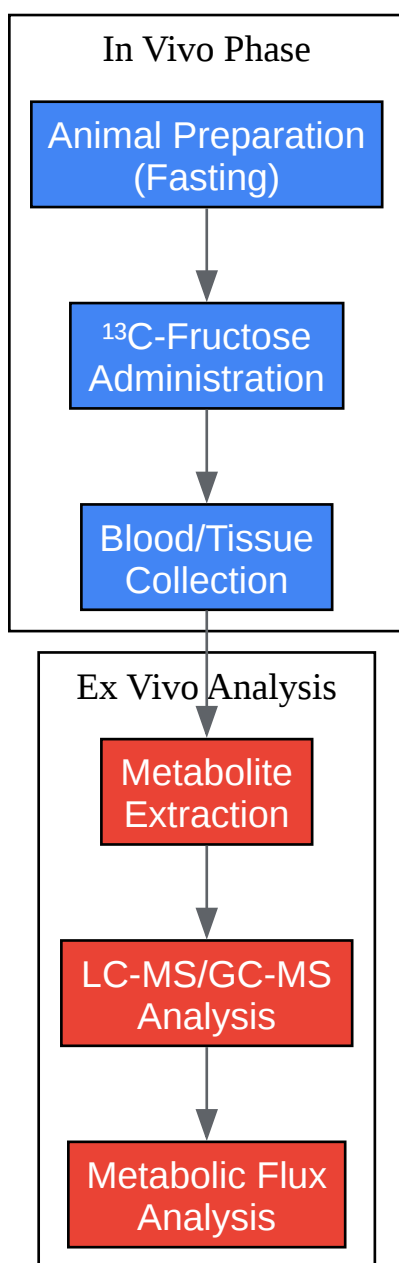 In Vivo Phase
Animal Preparation
(Fasting)
¹³C-Fructose
Administration
Blood/Tissue
Collection
Ex Vivo Analysis
Metabolite
Extraction
LC-MS/GC-MS
Analysis
Metabolic Flux
Analysis